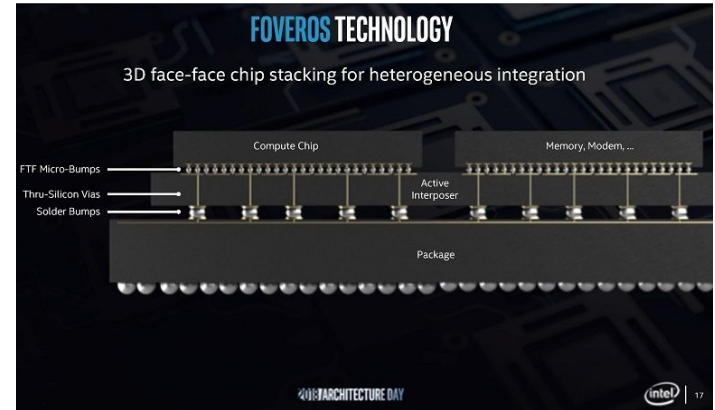 FOVEROS TECHNOLOGY
3D face-face chip stacking for heterogeneous integration
Compute Chip
Memory, Modem, ...
FTF Micro-Bumps
Thru-Silicon Vias
Active
Interposer
Solder Bumps
Package
2018 ARCHITECTURE DAY
intel
17